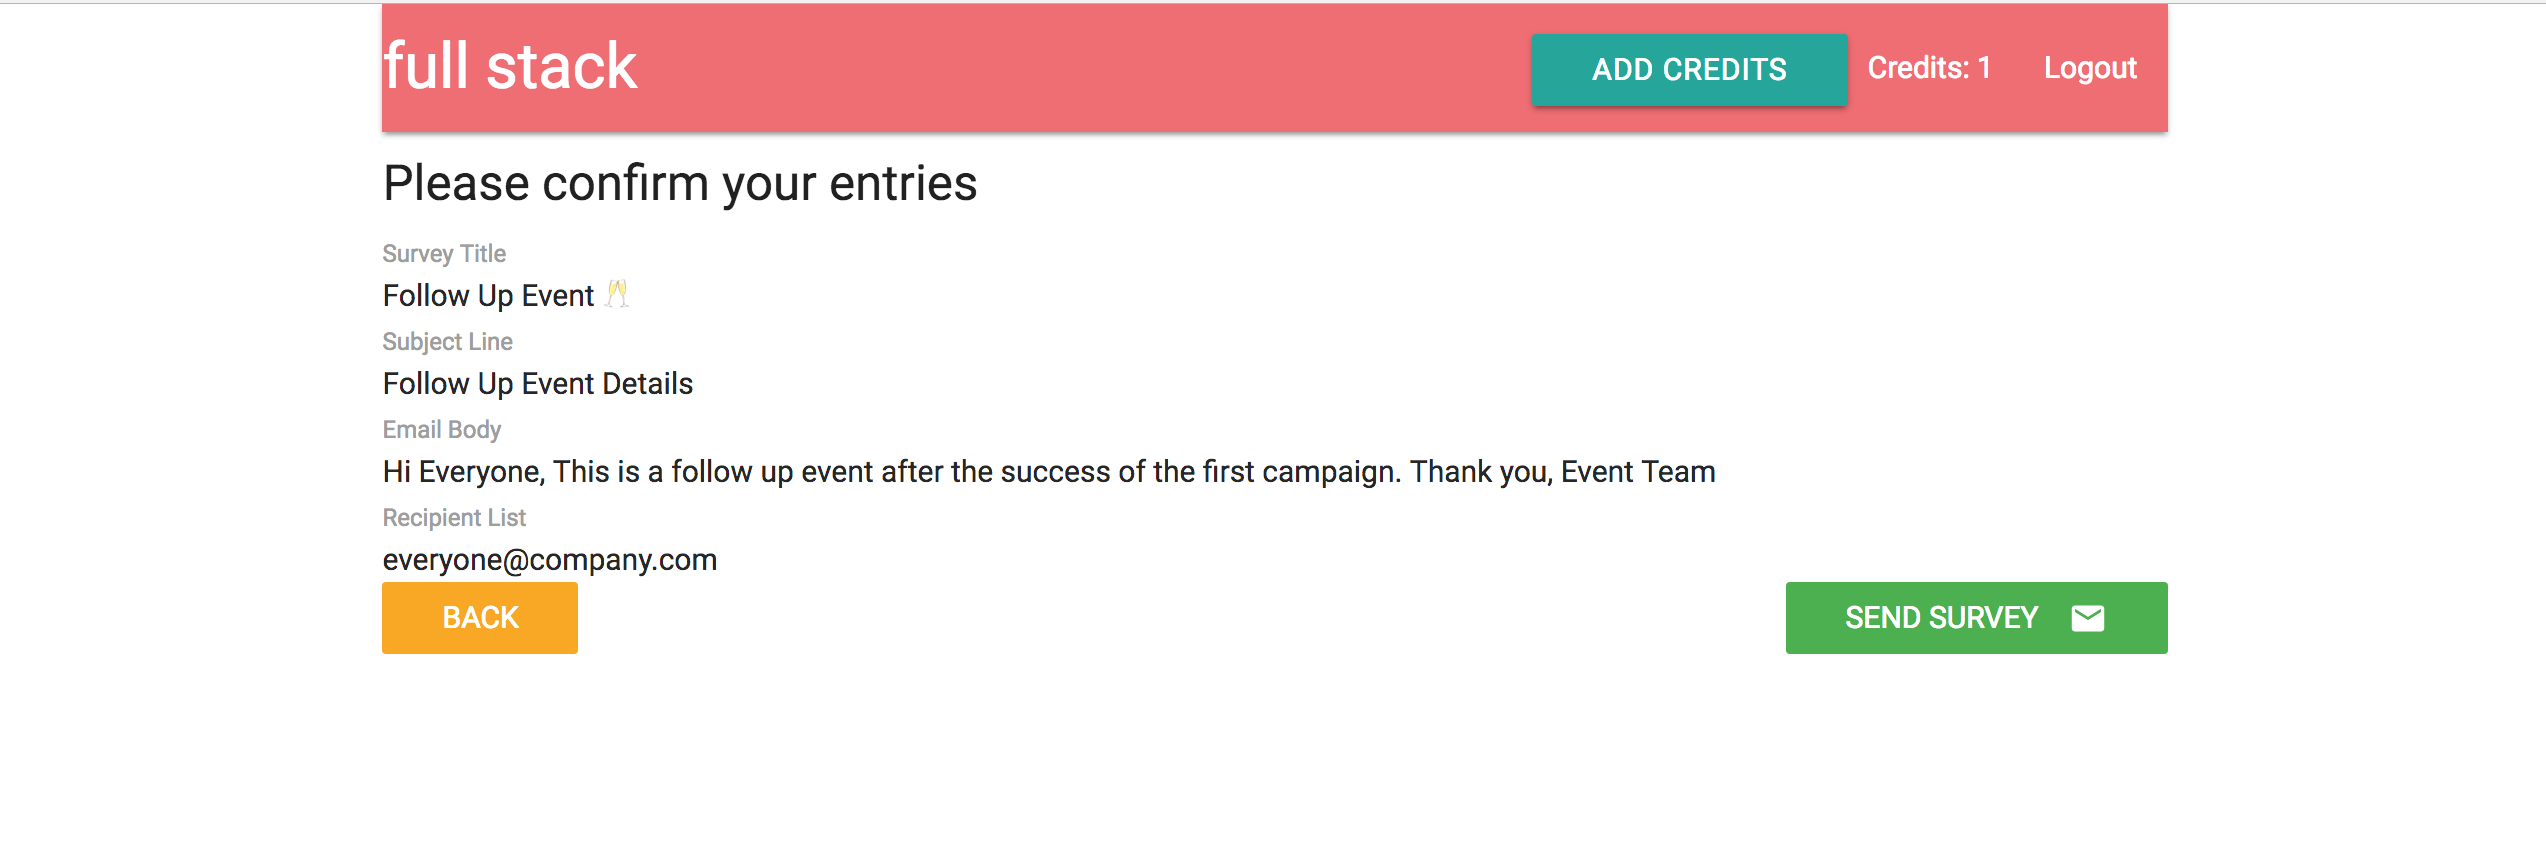 full stack
ADD CREDITS Credits: 1 Logout
Please confirm your entries
Survey Title
Follow Up Event 🥂
Subject Line
Follow Up Event Details
Email Body
Hi Everyone, This is a follow up event after the success of the first campaign. Thank you, Event Team
Recipient List
everyone@company.com
BACK
SEND SURVEY